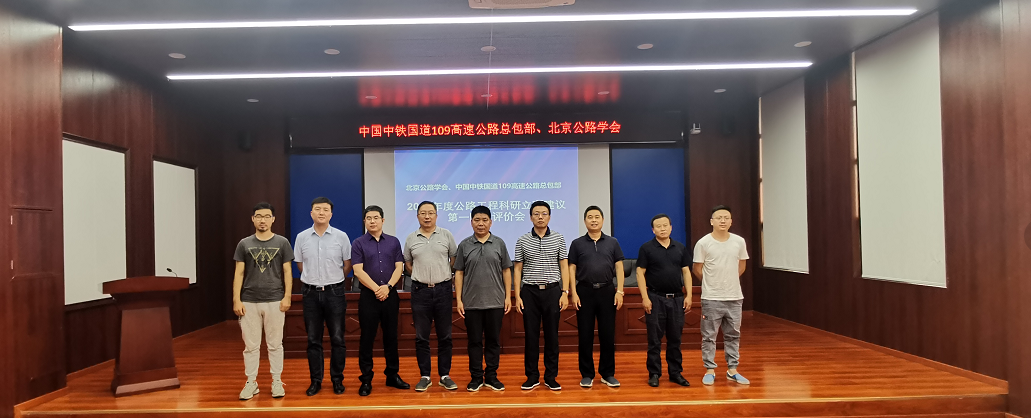 中国中铁国道109高速公路总包部、北京公路学会
北京公路学会、中国中铁国道109高速公路总包部
20 年度公路工程科研立 建议
第一 评价会